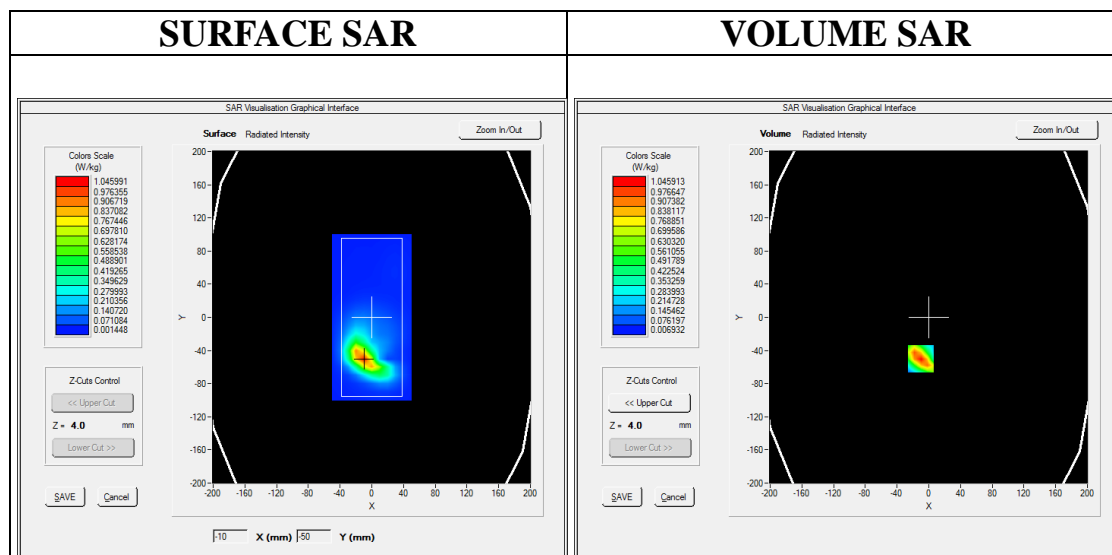 SURFACE SAR
VOLUME SAR
SAR Visualisation Graphical Interface
Surface Radiated Intensity
Zoom In/Out
Colors Scale
(W/kg)
1.045991
0.976355
0.906719
0.837082
0.767446
0.697810
0.628174
0.558538
0.488901
0.419265
0.349629
0.279993
0.210356
0.140720
0.071084
0.001448
Z-Cuts Control
<< Upper Cut
Z = 4.0 mm
Lower Cut >>
SAVE Cancel
200
160
120
80
40
0
-40
-80
-120
-160
-200
Y
-200 -160 -120 -80 -40 0 40 80 120 160 200
X
-10 X (mm) -50 Y (mm)
SAR Visualisation Graphical Interface
Volume Radiated Intensity
Zoom In/Out
Colors Scale
(W/kg)
1.045913
0.976647
0.907382
0.838117
0.768851
0.699586
0.630320
0.561055
0.491789
0.422524
0.353259
0.283993
0.214728
0.145462
0.076197
0.006932
Z-Cuts Control
<< Upper Cut
Z = 4.0 mm
Lower Cut >>
SAVE Cancel
200
160
120
80
40
0
-40
-80
-120
-160
-200
Y
-200 -160 -120 -80 -40 0 40 80 120 160 200
X